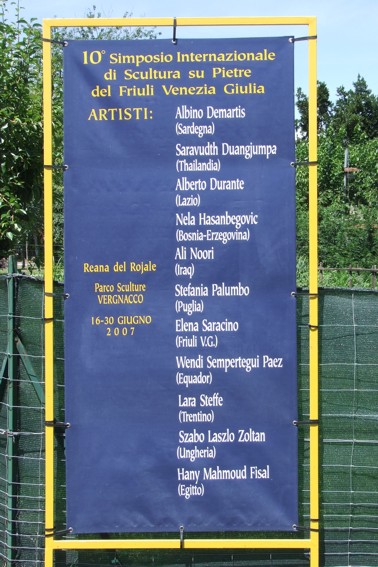 10° Simposio Internazionale
di Scultura su Pietre
del Friuli Venezia Giulia
ARTISTI:
Albino Demartis
(Sardegna)
Saravudth Duangjumpa
(Thailandia)
Alberto Durante
(Lazio)
Nela Hasanbegovic
(Bosnia-Erzegovina)
Ali Noori
(Iraq)
Stefania Palumbo
(Puglia)
Elena Saracino
(Friuli V.G.)
Wendi Sempertegui Paez
(Equador)
Lara Steffe
(Trentino)
Szabo Laszlo Zoltan
(Ungheria)
Hany Mahmoud Fisal
(Egitto)
Reana del Rojale
Parco Sculture
VERGNACCO
16-30 GIUGNO
2007